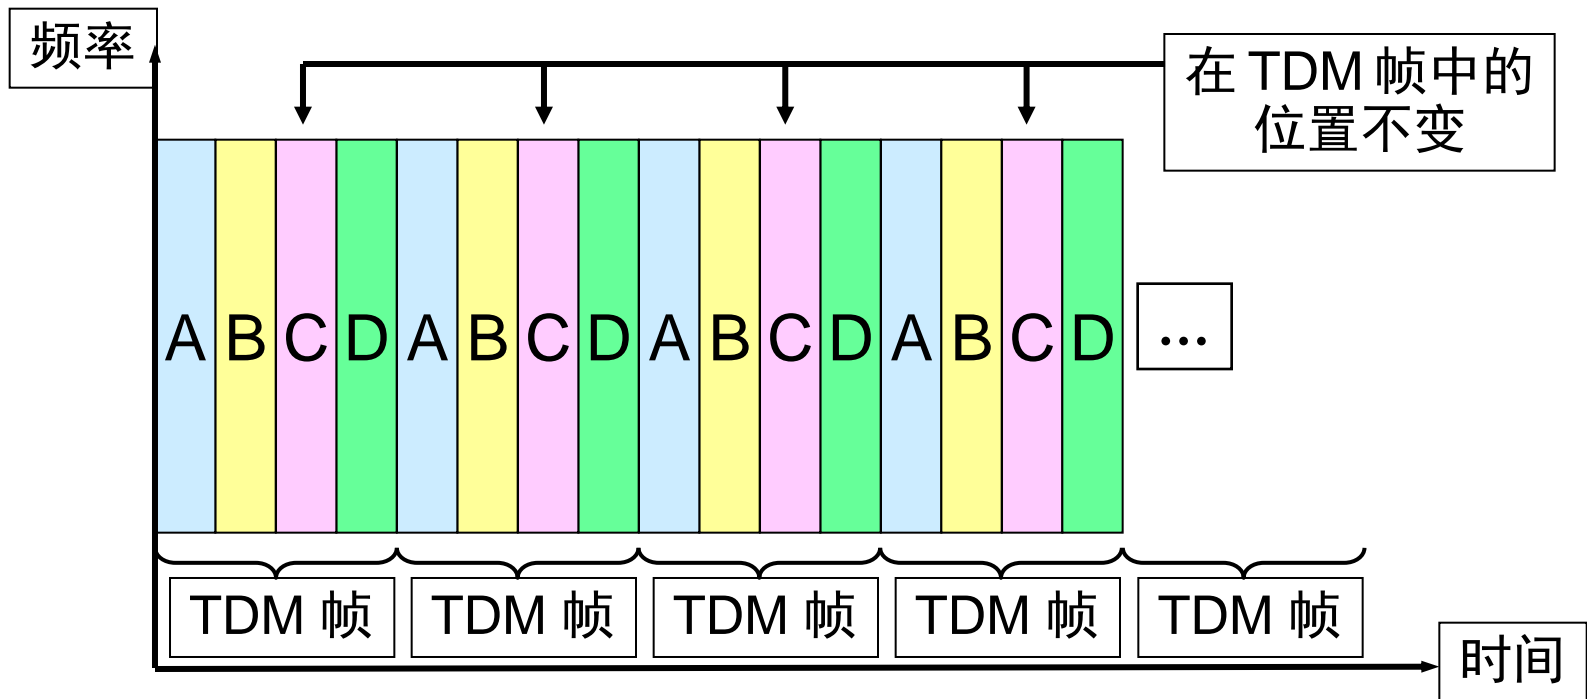 频率
在 TDM 帧中的
位置不变
A B C D A B C D A B C D A B C D …
TDM 帧 TDM 帧 TDM 帧 TDM 帧 TDM 帧
时间